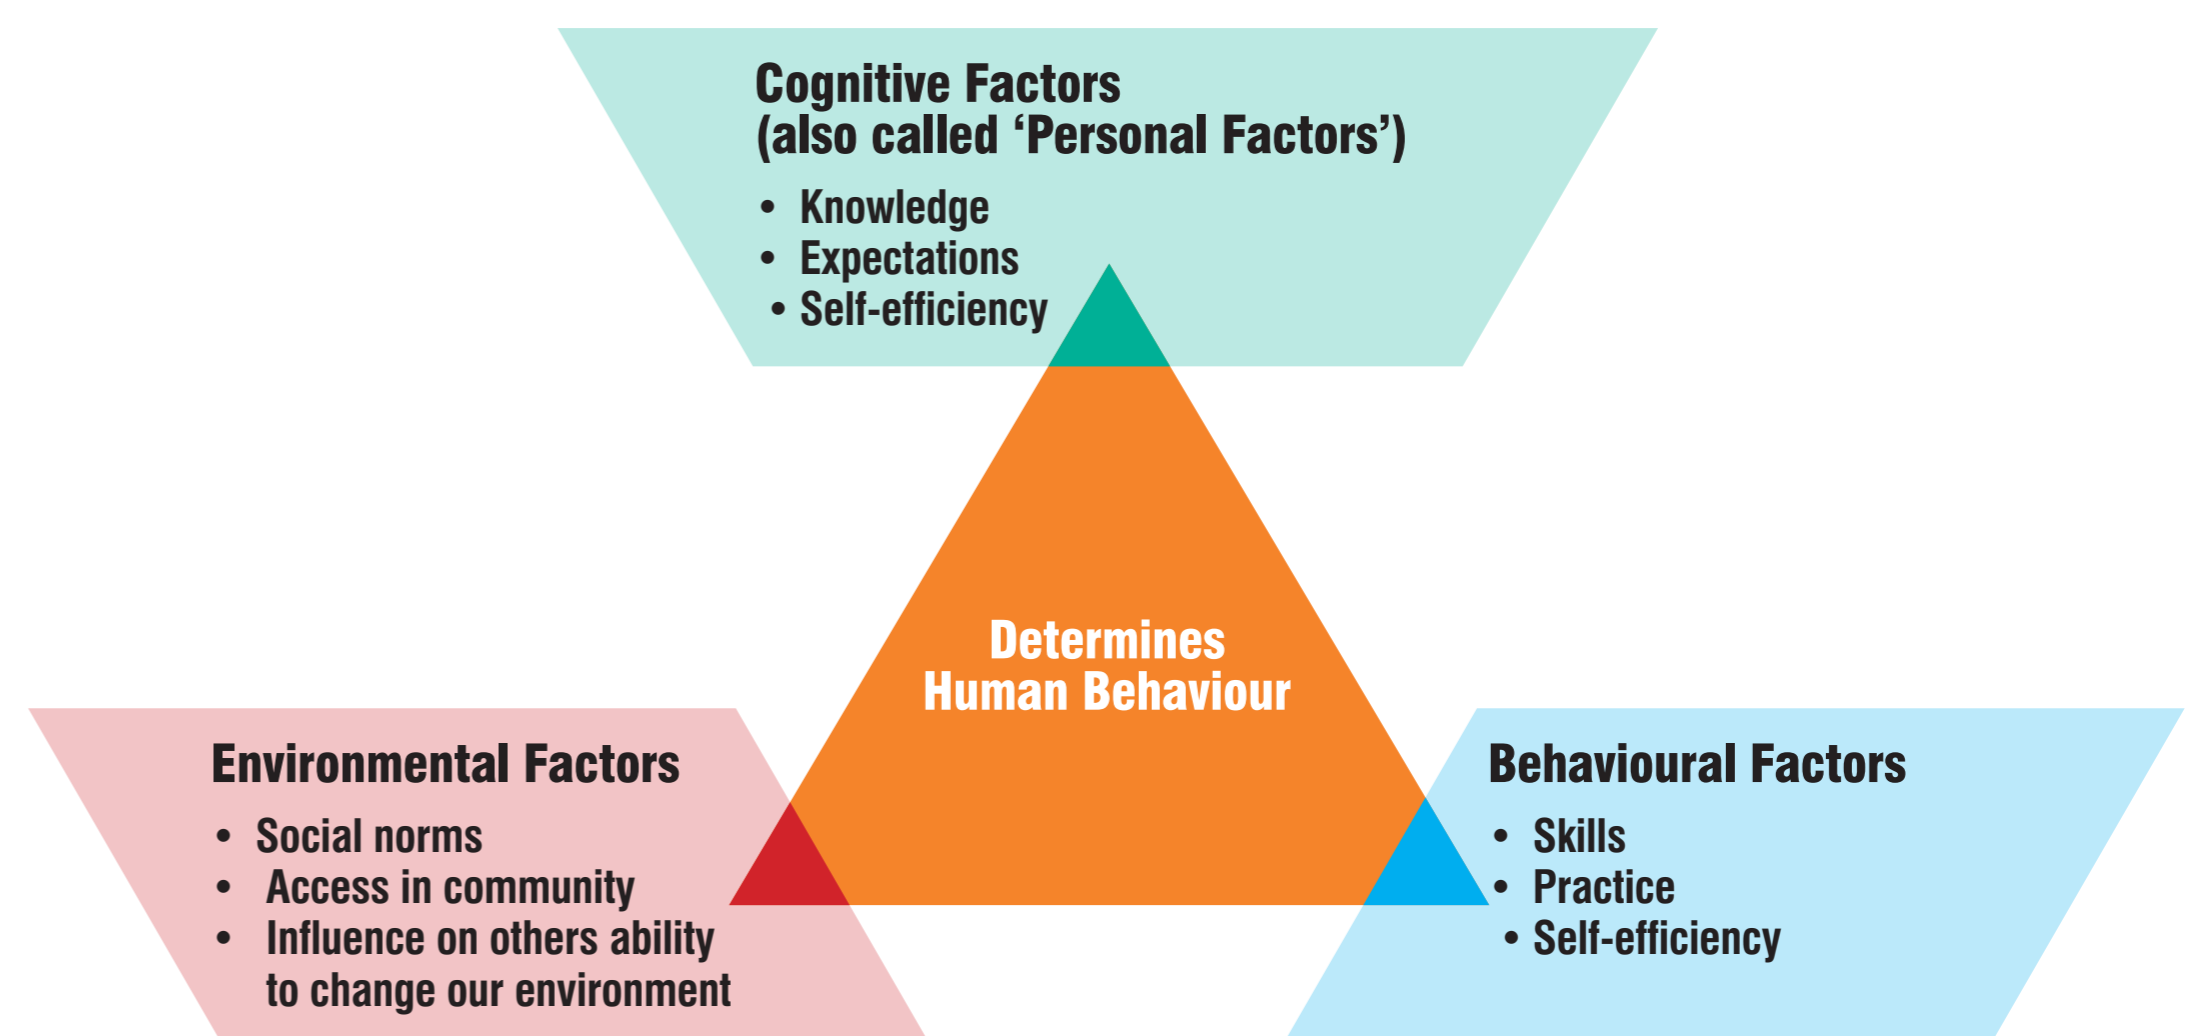 Cognitive Factors
(also called ‘Personal Factors’)
• Knowledge
• Expectations
• Self-efficiency
Determines
Human Behaviour
Environmental Factors
• Social norms
• Access in community
• Influence on others ability
to change our environment
Behavioural Factors
• Skills
• Practice
• Self-efficiency